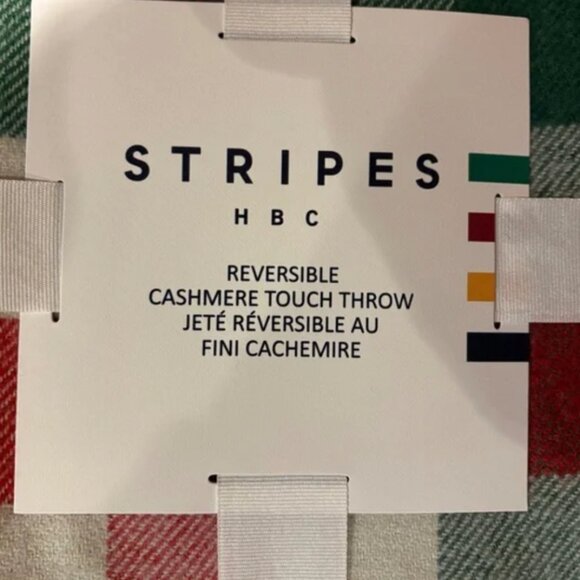 STRIPES
HBC
REVERSIBLE
CASHMERE TOUCH THROW
JETÉ RÉVERSIBLE AU
FINI CACHEMIRE